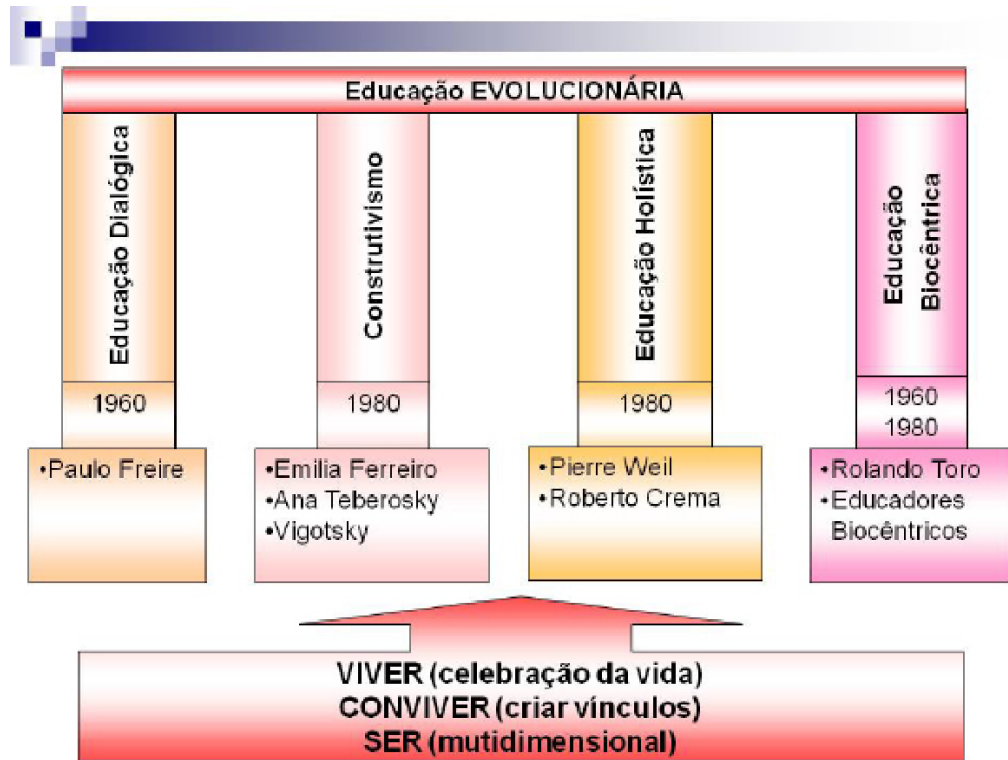 Educação EVOLUCIONÁRIA
Educação Dialógica
1960
•Paulo Freire
Construtivismo
1980
•Emilia Ferreiro
•Ana Teberosky
•Vigotsky
Educação Holística
1980
•Pierre Weil
•Roberto Crema
Educação
Biocêntrica
1960
1980
•Rolando Toro
•Educadores
Biocêntricos
VIVER (celebração da vida)
CONVIVER (criar vínculos)
SER (mutidimensional)